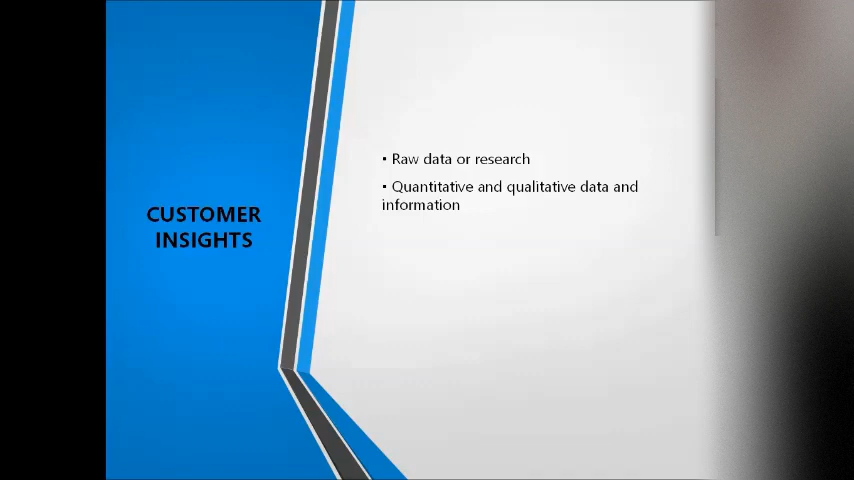 CUSTOMER
INSIGHTS
▪ Raw data or research
▪ Quantitative and qualitative data and
information